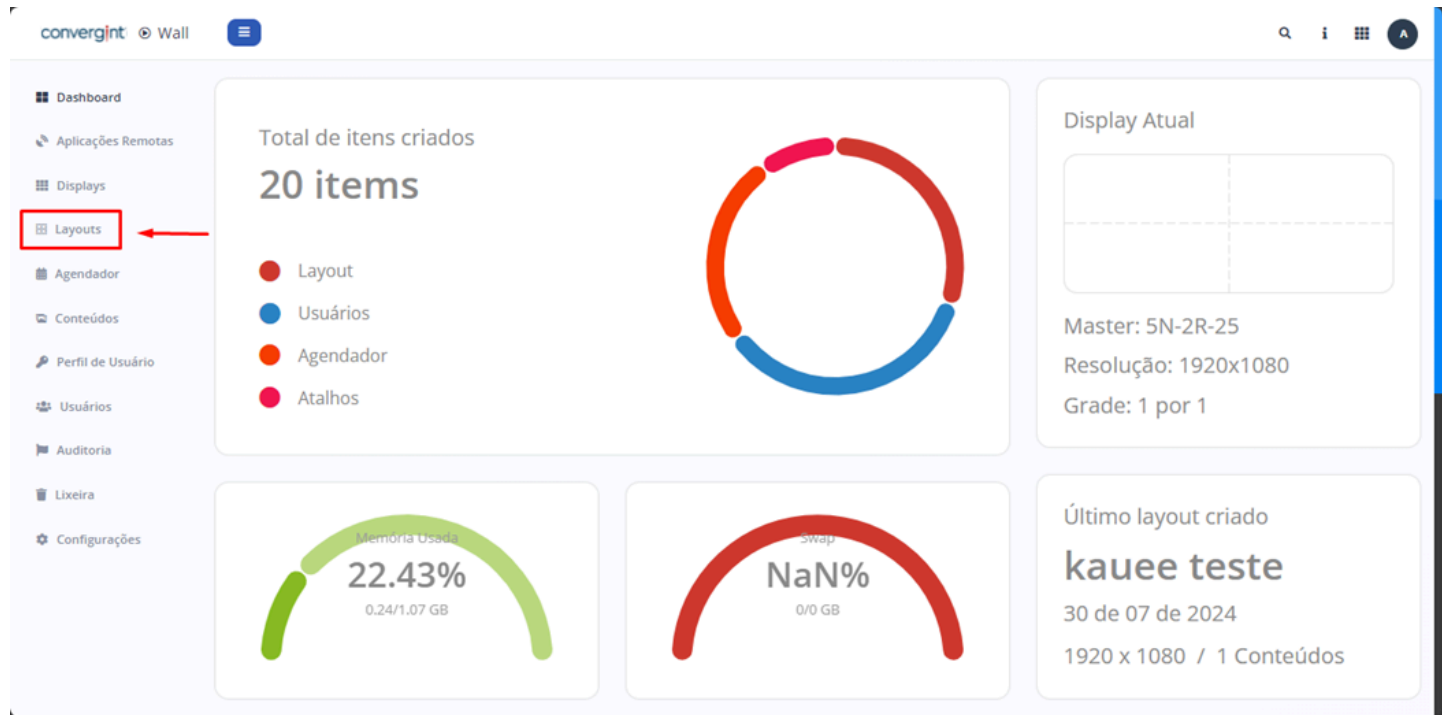 convergint Wall
A
Dashboard
Aplicações Remotas
Displays
Layouts
Agendador
Conteúdos
Perfil de Usuário
Usuários
Auditoria
Lixeira
Configurações
Total de itens criados
20 items
Layout
Usuários
Agendador
Atalhos
Display Atual
Master: 5N-2R-25
Resolução: 1920x1080
Grade: 1 por 1
Memória Usada
22.43%
0.24/1.07 GB
Swap
NaN%
0/0 GB
Último layout criado
kauee teste
30 de 07 de 2024
1920 x 1080 / 1 Conteúdos